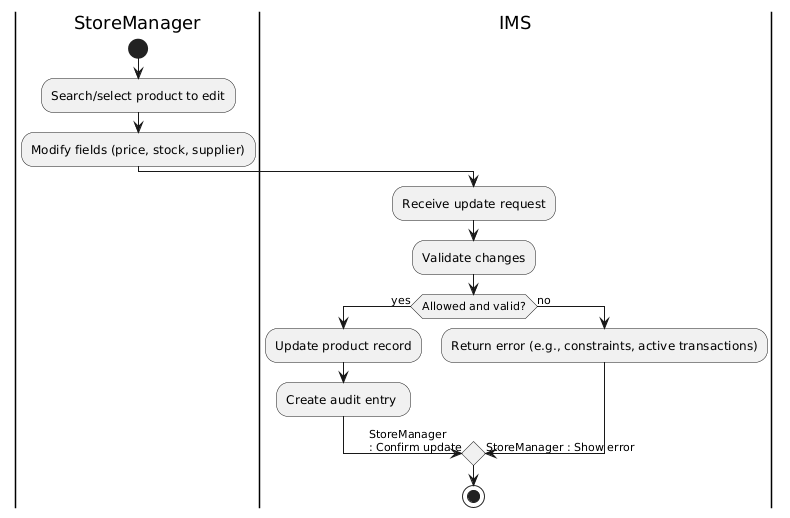 StoreManager
IMS
Search/select product to edit
Modify fields (price, stock, supplier)
Receive update request
Validate changes
yes
Allowed and valid?
no
Update product record
Return error (e.g., constraints, active transactions)
Create audit entry
StoreManager
: Confirm update
StoreManager : Show error